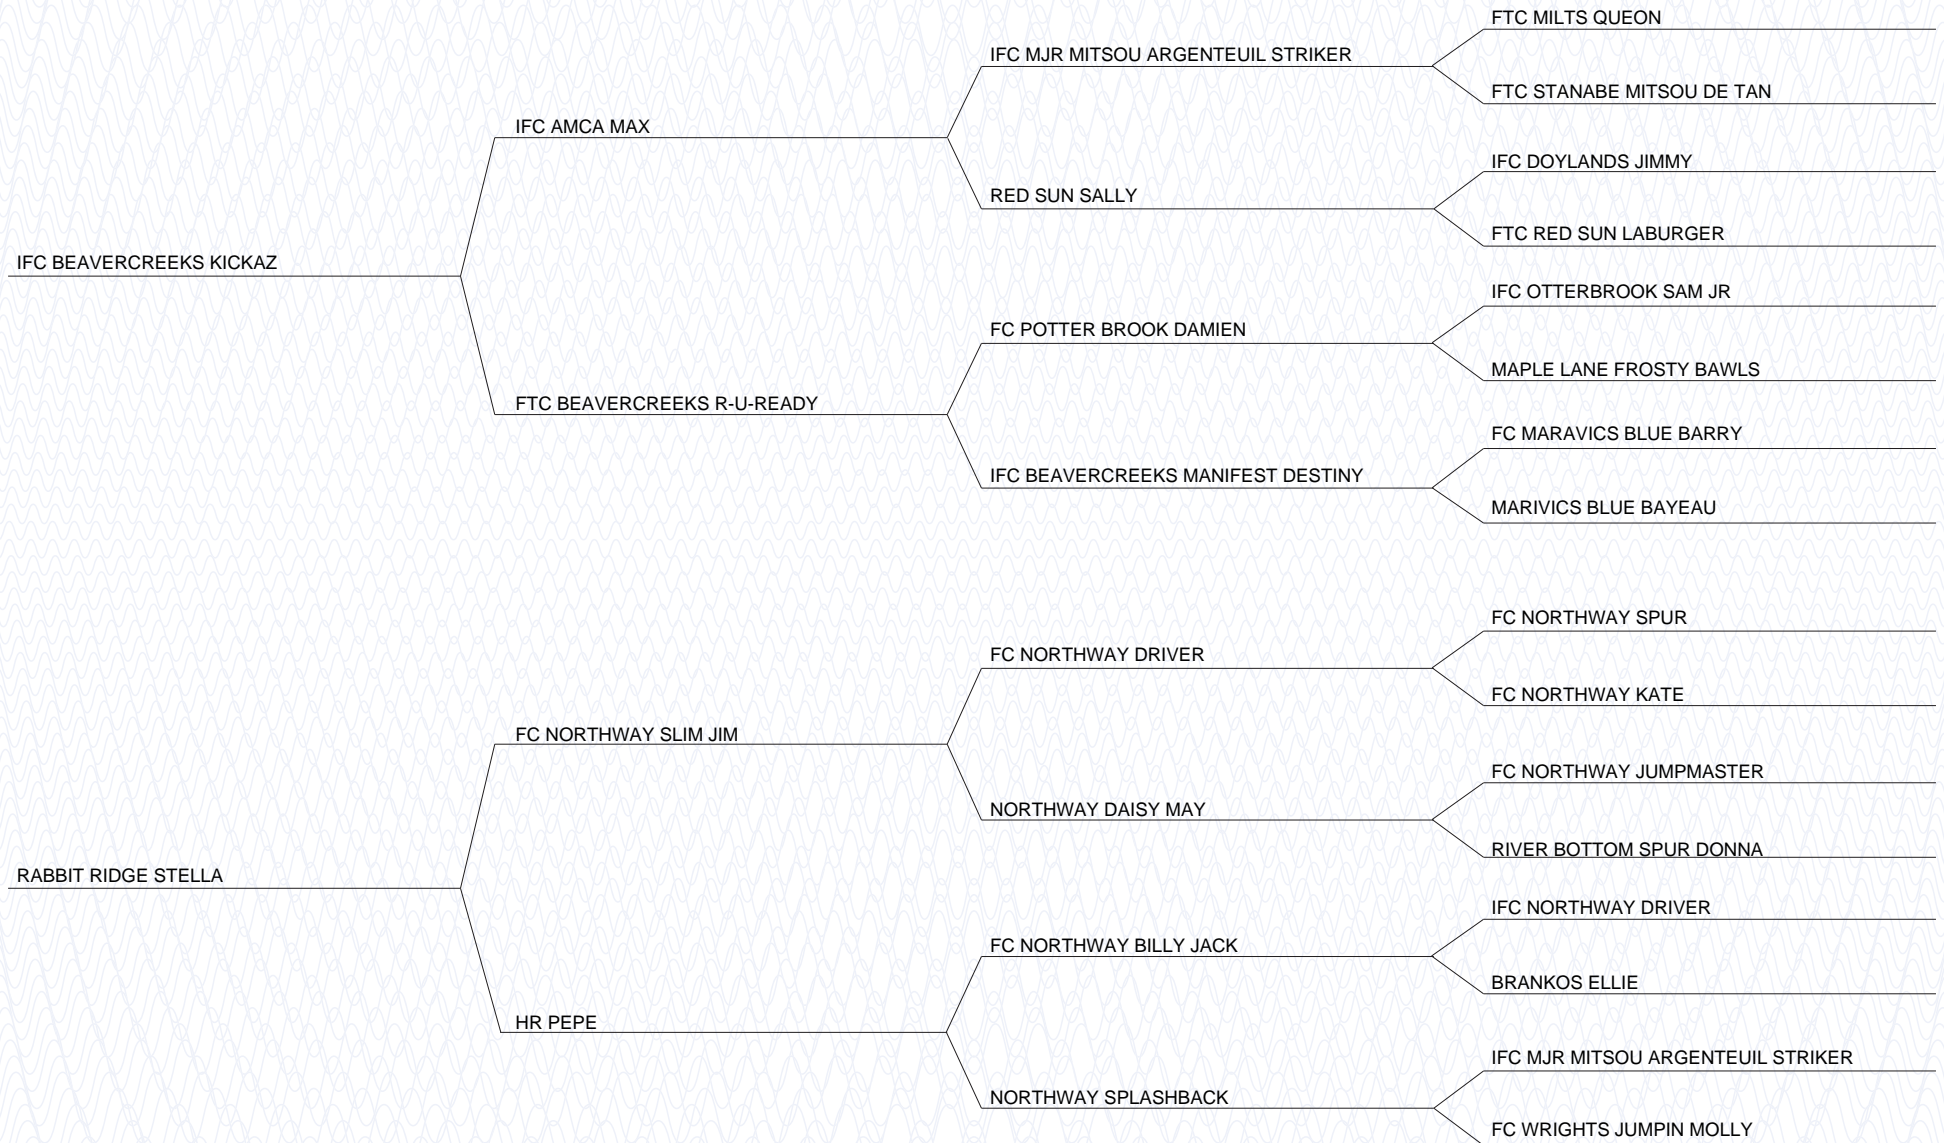 FTC MILTS QUEON
IFC MJR MITSOU ARGENTEUIL STRIKER
FTC STANABE MITSOU DE TAN
IFC AMCA MAX
IFC DOYLANDS JIMMY
RED SUN SALLY
FTC RED SUN LABURGER
IFC BEAVERCREEKS KICKAZ
IFC OTTERBROOK SAM JR
FC POTTER BROOK DAMIEN
MAPLE LANE FROSTY BAWLS
FTC BEAVERCREEKS R-U-READY
FC MARAVICS BLUE BARRY
IFC BEAVERCREEKS MANIFEST DESTINY
MARIVICS BLUE BAYEAU
FC NORTHWAY SPUR
FC NORTHWAY DRIVER
FC NORTHWAY KATE
FC NORTHWAY SLIM JIM
FC NORTHWAY JUMPMASTER
NORTHWAY DAISY MAY
RIVER BOTTOM SPUR DONNA
RABBIT RIDGE STELLA
IFC NORTHWAY DRIVER
FC NORTHWAY BILLY JACK
BRANKOS ELLIE
HR PEPE
IFC MJR MITSOU ARGENTEUIL STRIKER
NORTHWAY SPLASHBACK
FC WRIGHTS JUMPIN MOLLY